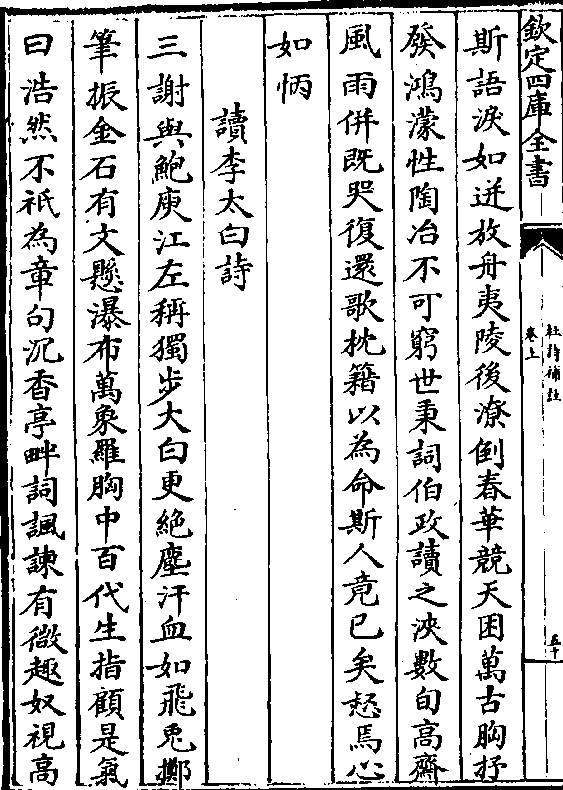 欽定四庫全書
杜詩補註
卷上
五十
斯語淚如迸放舟夷陵後潦倒春華競天困萬古胸抒
發鴻濛性陶冶不可窮世秉詞伯政讀之浹數旬高齋
風雨併既哭復還歌枕籍以為命斯人竟已矣惄焉心
如怲
讀李太白詩
三謝與鮑庾江左稱獨步大白更絕塵汗血如飛兎擲
筆振金石有文懸瀑布萬象羅胸中百代生指顧是氣
曰浩然不祇為章句沉香亭畔詞諷諫有微趣奴視高